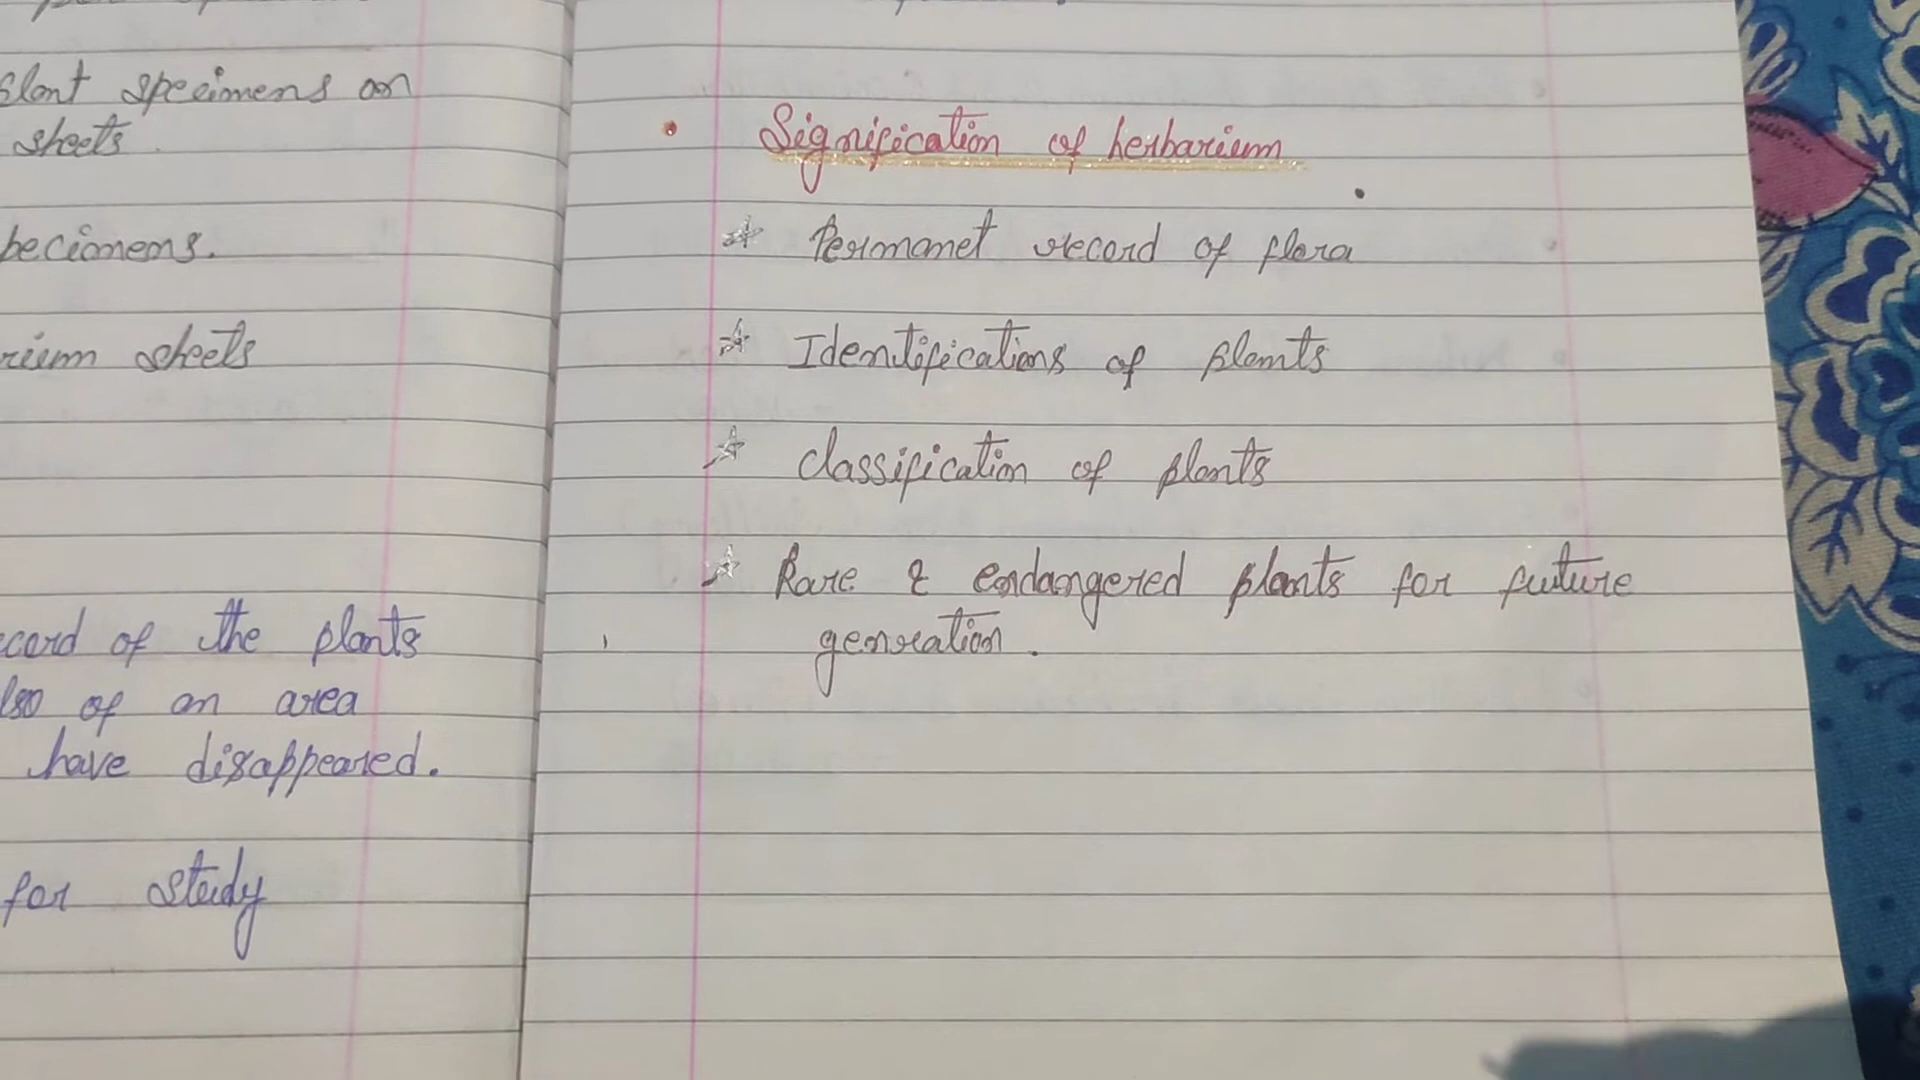 plant specimens on
sheets.
pecimens.
rium sheets
cord of the plants
lso of an area
have disappeared.
for study
• Signification of herbarium
☆ Permanet record of flora
☆ Identifications of plants
☆ classification of plants
☆ Rare & endangered plants for future
genration.